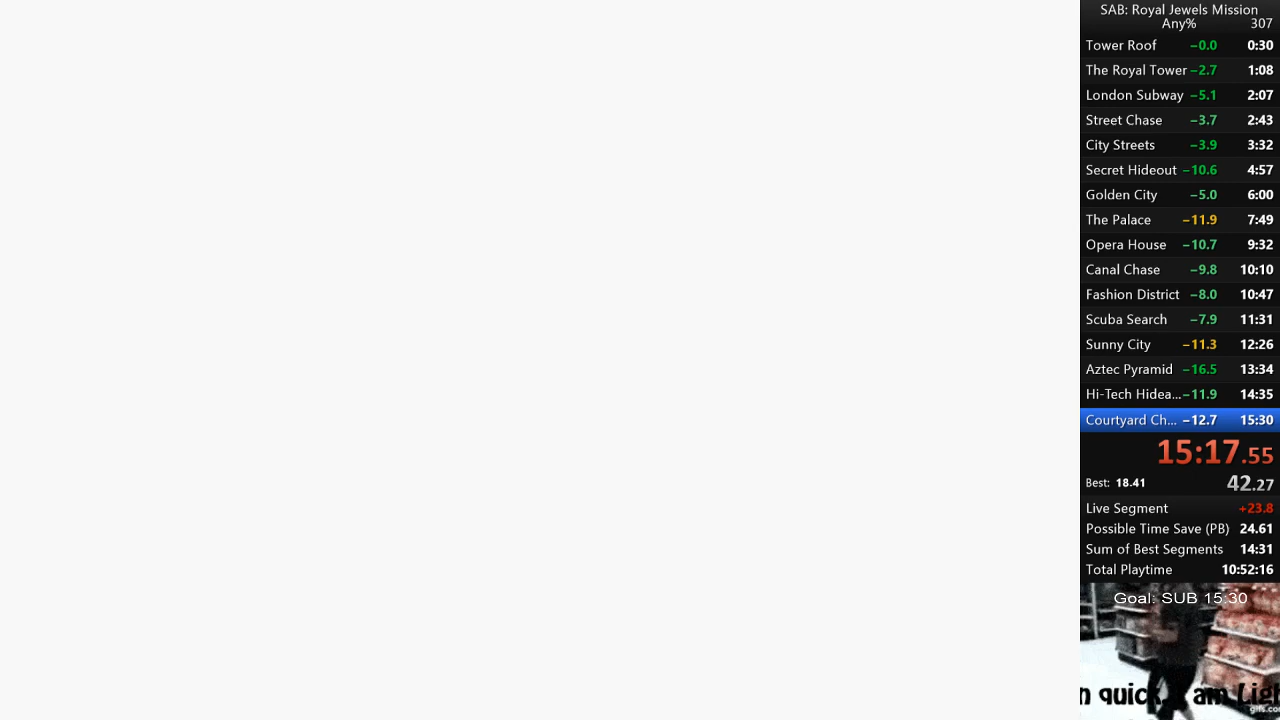 SAB: Royal Jewels Mission
Any% 307
Tower Roof −0.0 0:30
The Royal Tower −2.7 1:08
London Subway −5.1 2:07
Street Chase −3.7 2:43
City Streets −3.9 3:32
Secret Hideout −10.6 4:57
Golden City −5.0 6:00
The Palace −11.9 7:49
Opera House −10.7 9:32
Canal Chase −9.8 10:10
Fashion District −8.0 10:47
Scuba Search −7.9 11:31
Sunny City −11.3 12:26
Aztec Pyramid −16.5 13:34
Hi-Tech Hidea... −11.9 14:35
Courtyard Ch... −12.7 15:30
15:17.55
Best: 18.41 42.27
Live Segment +23.8
Possible Time Save (PB) 24.61
Sum of Best Segments 14:31
Total Playtime 10:52:16
Goal: SUB 15:30
n quick, I am Ligh
gifs.co